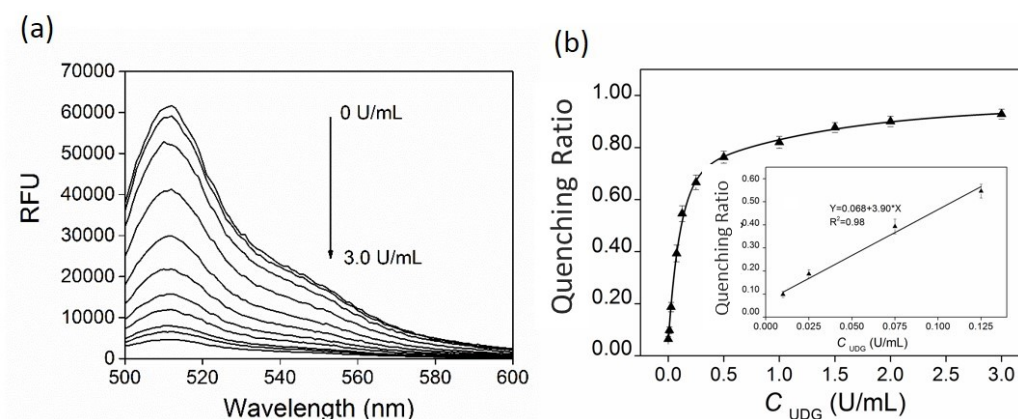 (a)
70000
60000
50000
40000
30000
20000
10000
0
RFU
0 U/mL
3.0 U/mL
500 520 540 560 580 600
Wavelength (nm)
(b)
1.00
0.80
0.60
0.40
0.20
0.00
Quenching Ratio
0.0 0.5 1.0 1.5 2.0 2.5 3.0
C UDG (U/mL)
0.60
0.50
0.40
0.30
0.20
0.10
0.00
Quenching Ratio
Y=0.068+3.90*X
R²=0.98
0.000 0.025 0.050 0.075 0.100 0.125
C UDG (U/mL)